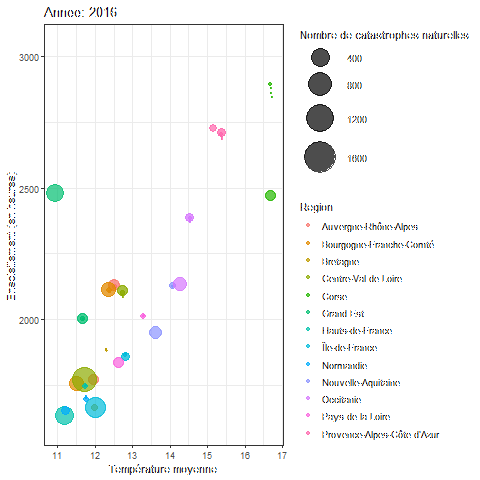 Annee: 2016
Nombre de catastrophes naturelles
400
800
1200
1600
Region
Auvergne-Rhône-Alpes
Bourgogne-Franche-Comté
Bretagne
Centre-Val de Loire
Corse
Grand Est
Hauts-de-France
Île-de-France
Normandie
Nouvelle-Aquitaine
Occitanie
Pays de la Loire
Provence-Alpes-Côte d'Azur
3000
2500
2000
Ensoleillement (en heures)
11 12 13 14 15 16 17
Température moyenne